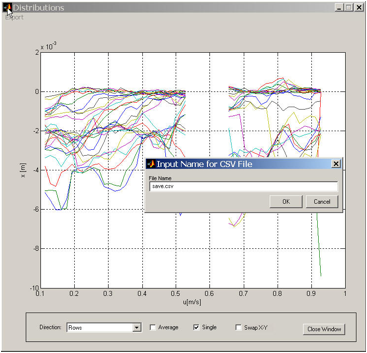 Distributions
Export
x 10⁻³
2
0
-2
-4
-6
-8
-10
x [m]
0.1 0.2 0.3 0.4 0.5 0.6 0.7 0.8 0.9 1
u[m/s]
Input Name for CSV File
File Name
save.csv
OK Cancel
Direction: Rows Average Single Swap X-Y Close Window